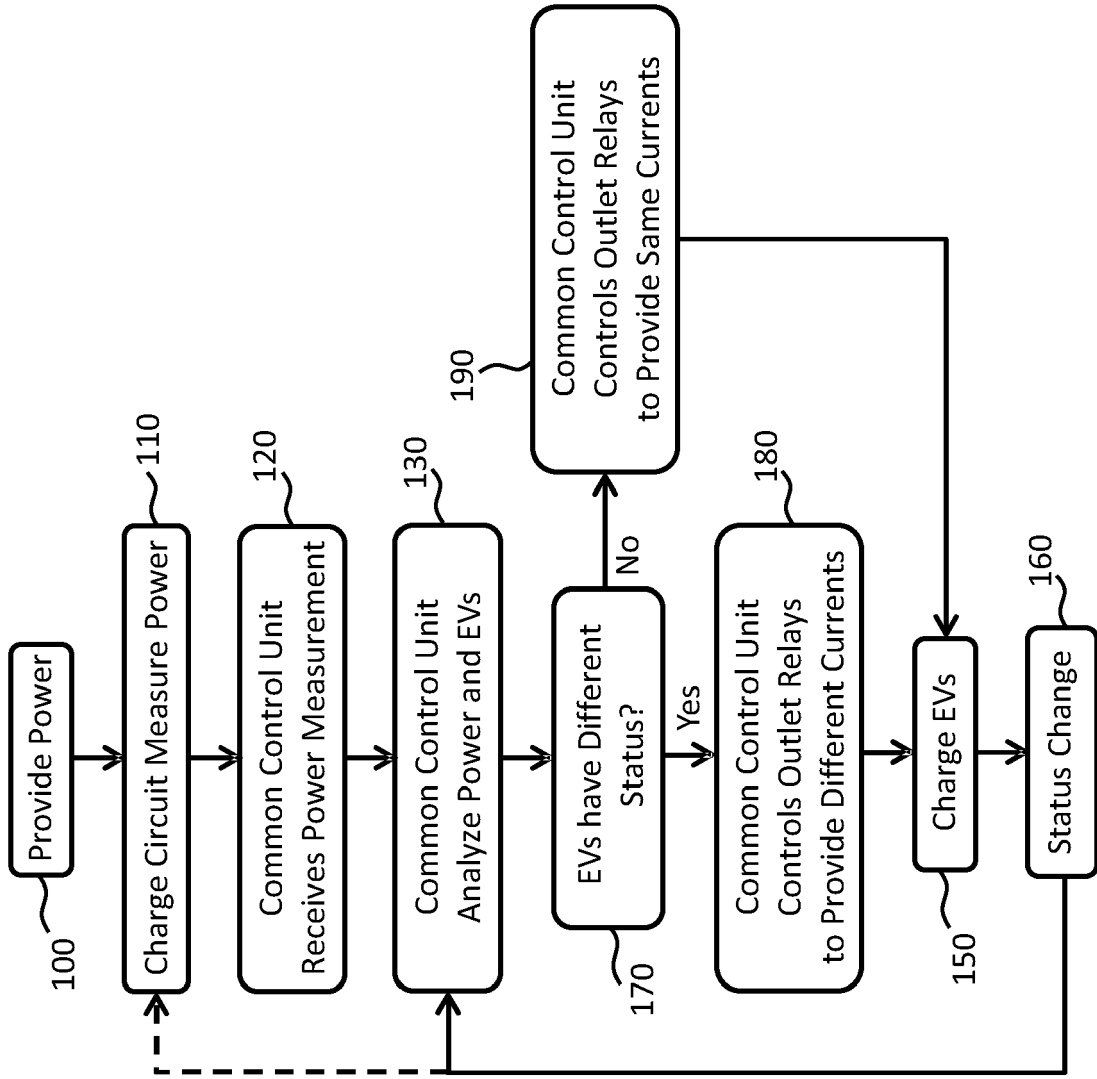 Provide Power
100
Charge Circuit Measure Power
110
Common Control Unit
Receives Power Measurement
120
Common Control Unit
Analyze Power and EVs
130
EVs have Different
Status?
170
No
Yes
Common Control Unit
Controls Outlet Relays
to Provide Same Currents
190
Common Control Unit
Controls Outlet Relays
to Provide Different Currents
180
Charge EVs
150
Status Change
160